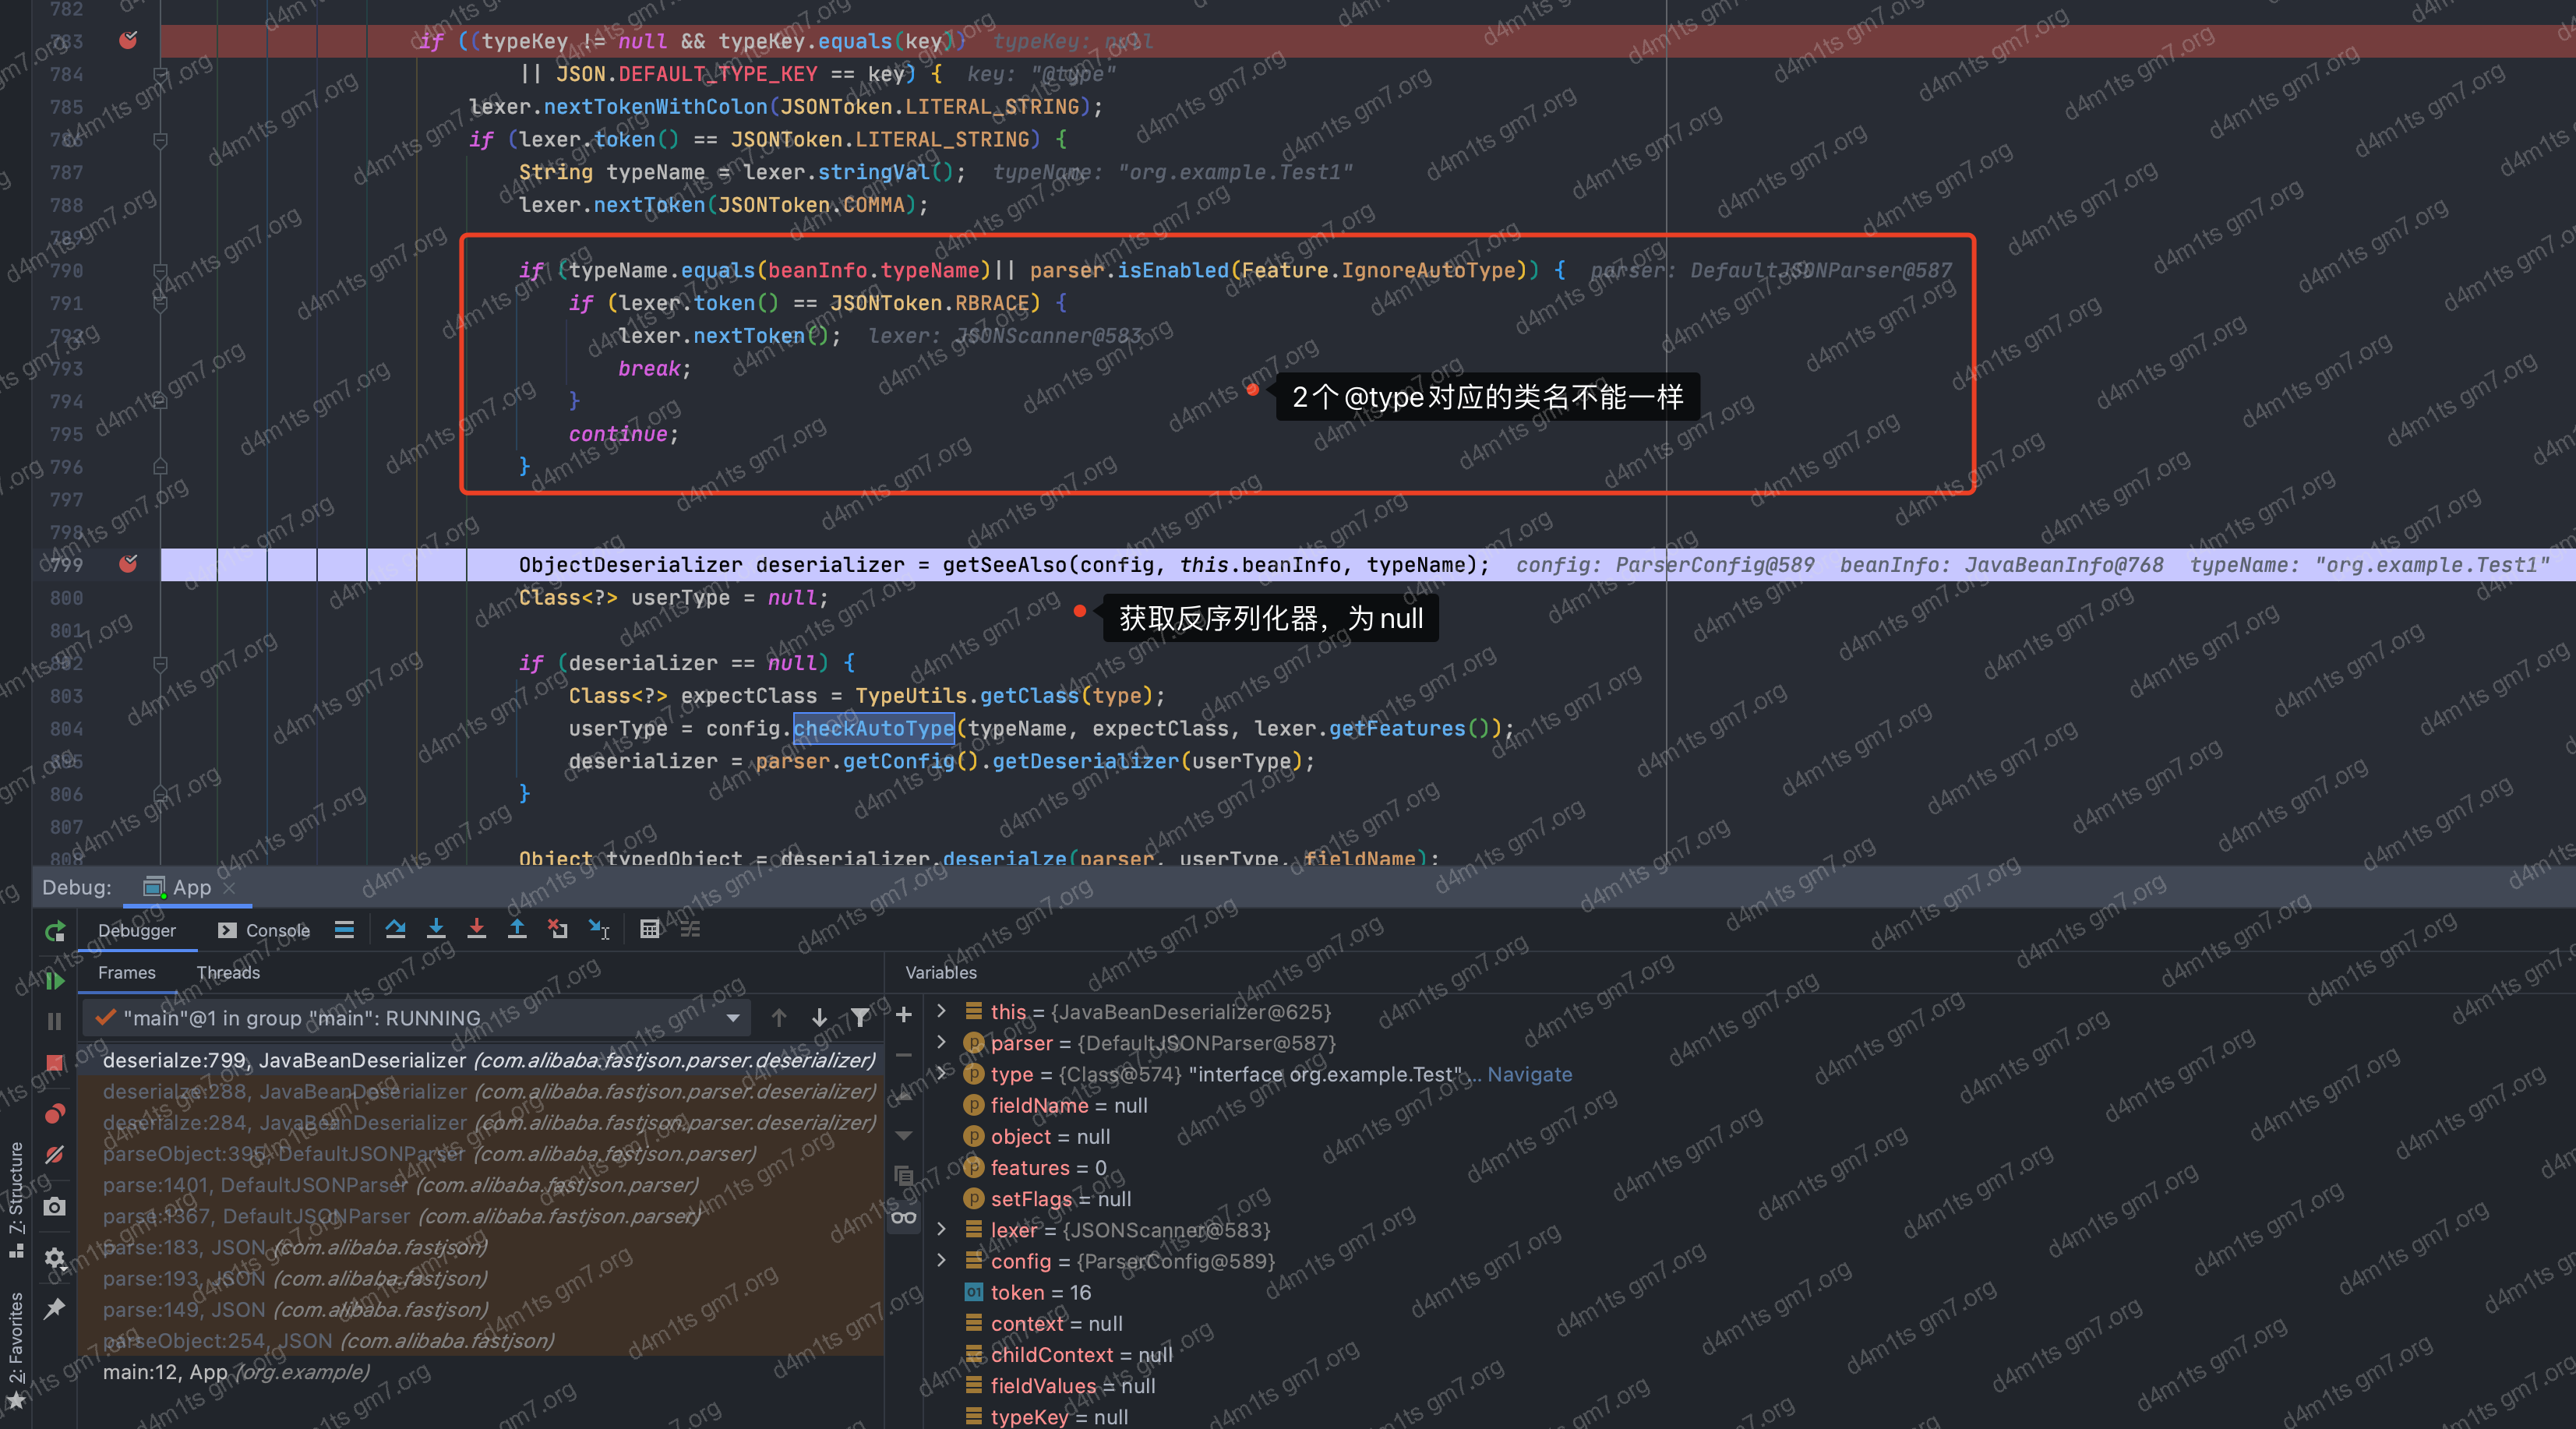 782
783 if ((typeKey != null && typeKey.equals(key)) typeKey: null
784 || JSON.DEFAULT_TYPE_KEY == key) { key: "@type"
785 lexer.nextTokenWithColon(JSONToken.LITERAL_STRING);
786 if (lexer.token() == JSONToken.LITERAL_STRING) {
787 String typeName = lexer.stringVal(); typeName: "org.example.Test1"
788 lexer.nextToken(JSONToken.COMMA);
789
790 if (typeName.equals(beanInfo.typeName)|| parser.isEnabled(Feature.IgnoreAutoType)) { parser: DefaultJSONParser@587
791 if (lexer.token() == JSONToken.RBRACE) {
792 lexer.nextToken(); lexer: JSONScanner@583
793 break;
2个@type对应的类名不能一样
794 }
795 continue;
796 }
797
798
799 ObjectDeserializer deserializer = getSeeAlso(config, this.beanInfo, typeName); config: ParserConfig@589 beanInfo: JavaBeanInfo@768 typeName: "org.example.Test1"
800 Class<?> userType = null;
获取反序列化器，为null
801
802 if (deserializer == null) {
803 Class<?> expectClass = TypeUtils.getClass(type);
804 userType = config.checkAutoType(typeName, expectClass, lexer.getFeatures());
805 deserializer = parser.getConfig().getDeserializer(userType);
806 }
807
808 Object typedObject = deserializer.deserialze(parser, userType, fieldName);
Debug: App
Debugger Console
Frames Threads
"main"@1 in group "main": RUNNING
deserialze:799, JavaBeanDeserializer (com.alibaba.fastjson.parser.deserializer)
deserialze:288, JavaBeanDeserializer (com.alibaba.fastjson.parser.deserializer)
deserialze:284, JavaBeanDeserializer (com.alibaba.fastjson.parser.deserializer)
parseObject:395, DefaultJSONParser (com.alibaba.fastjson.parser)
parse:1401, DefaultJSONParser (com.alibaba.fastjson.parser)
parse:1367, DefaultJSONParser (com.alibaba.fastjson.parser)
parse:183, JSON (com.alibaba.fastjson)
parse:193, JSON (com.alibaba.fastjson)
parse:149, JSON (com.alibaba.fastjson)
parseObject:254, JSON (com.alibaba.fastjson)
main:12, App (org.example)
Variables
this = {JavaBeanDeserializer@625}
parser = {DefaultJSONParser@587}
type = {Class@574} "interface org.example.Test"... Navigate
fieldName = null
object = null
features = 0
setFlags = null
lexer = {JSONScanner@583}
config = {ParserConfig@589}
token = 16
context = null
childContext = null
fieldValues = null
typeKey = null
7: Structure
2: Favorites
d4m1ts gm7.org